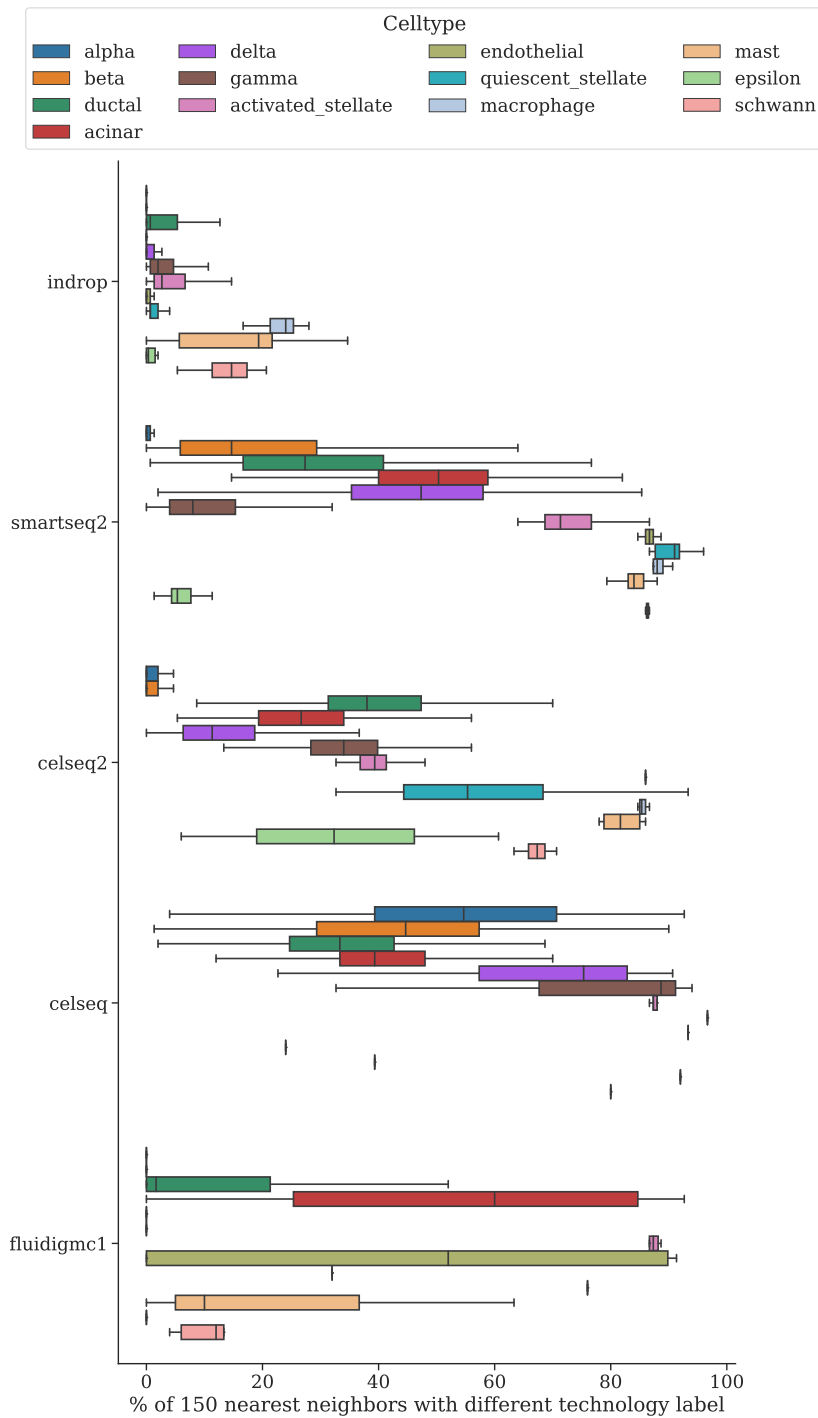 Celltype
alpha delta endothelial mast
beta gamma quiescent_stellate epsilon
ductal activated_stellate macrophage schwann
acinar
indrop
smartseq2
celseq2
celseq
fluidigmc1
0 20 40 60 80 100
% of 150 nearest neighbors with different technology label